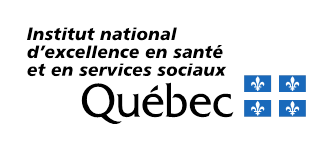 Institut national
d'excellence en santé
et en services sociaux
Québec